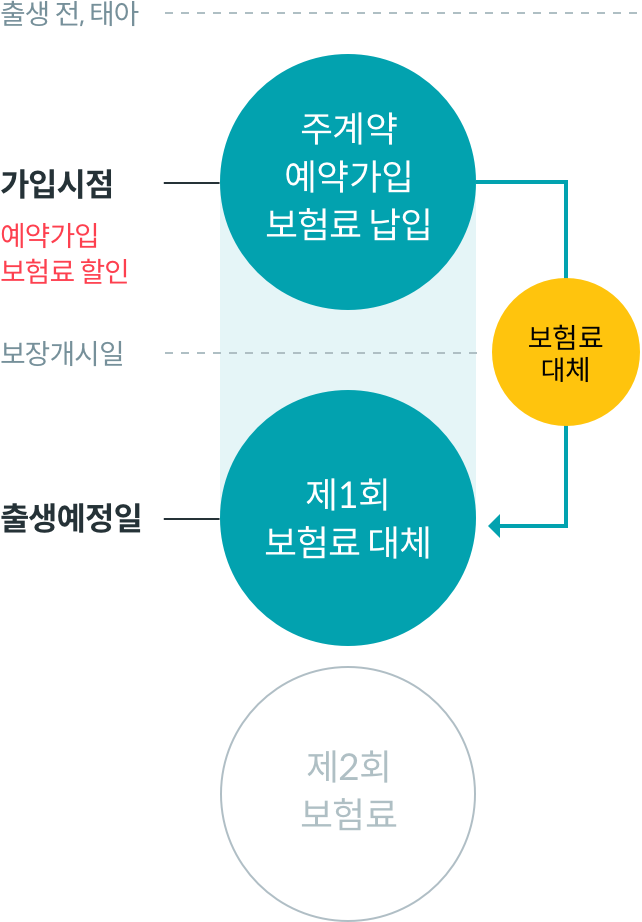 출생 전, 태아
주계약
예약가입
보험료 납입
가입시점
예약가입
보험료 할인
보장개시일
보험료
대체
제1회
보험료 대체
출생예정일
제2회
보험료